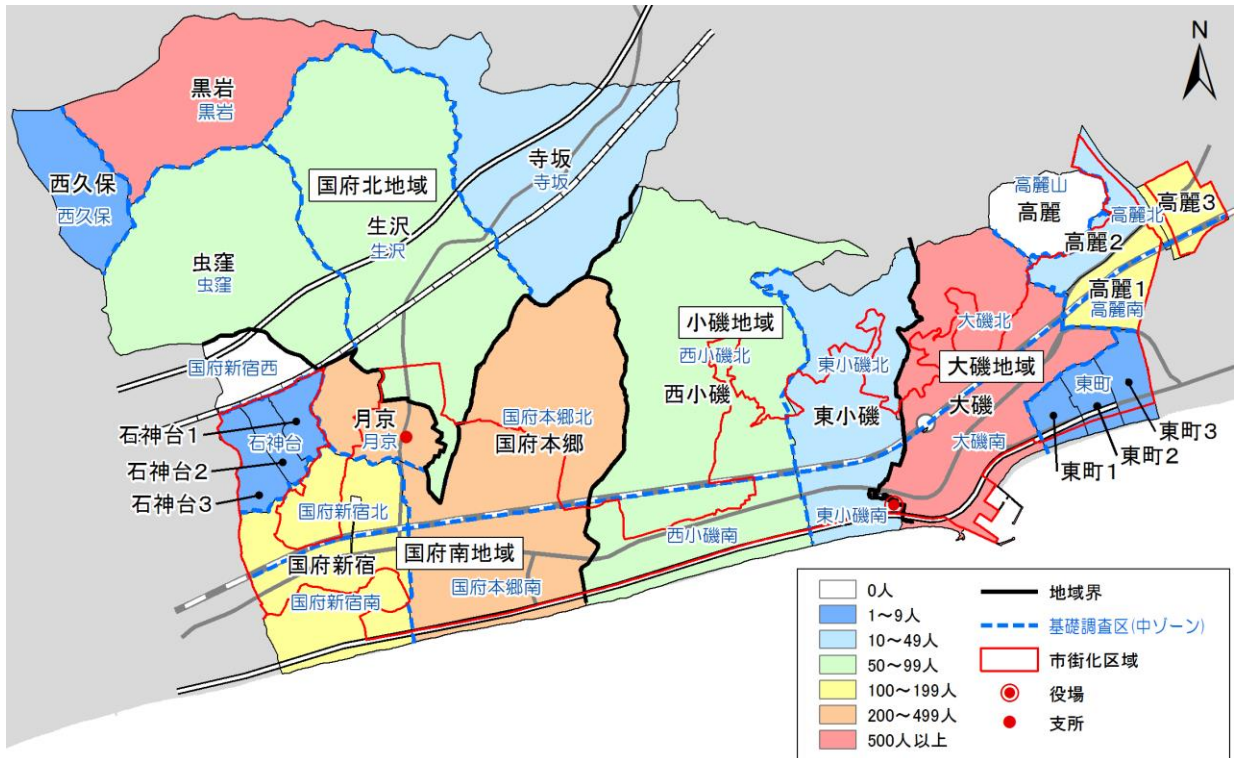 N
黒岩
黒岩
西久保
西久保
国府北地域
寺坂
寺坂
生沢
生沢
虫窪
虫窪
高麗山
高麗
高麗北
高麗3
高麗2
高麗1
高麗南
小磯地域
西小磯北
西小磯
東小磯北
東小磯
大磯北
大磯地域
大磯
大磯南
東町
東町3
東町2
東町1
国府新宿西
石神台1
石神台
石神台2
石神台3
月京
月京
国府本郷北
国府本郷
国府新宿北
国府新宿
国府新宿南
国府南地域
国府本郷南
西小磯南
東小磯南
0人
1~9人
10~49人
50~99人
100~199人
200~499人
500人以上
地域界
基礎調査区(中ゾーン)
市街化区域
役場
支所